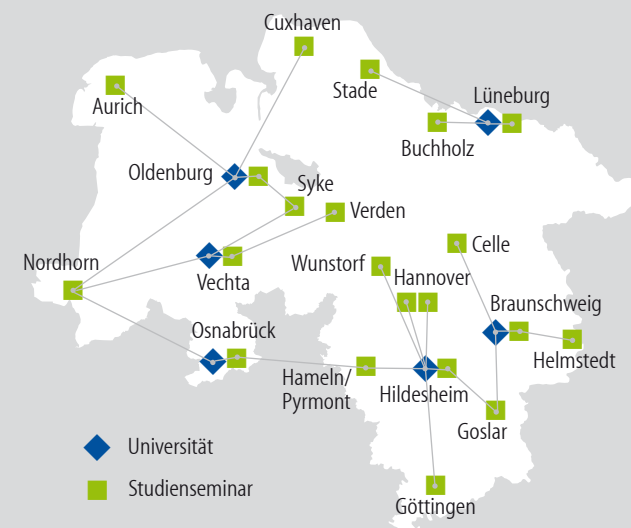 Cuxhaven
Stade
Aurich
Lüneburg
Buchholz
Oldenburg
Syke
Verden
Celle
Nordhorn
Wunstorf
Hannover
Vechta
Braunschweig
Osnabrück
Helmstedt
Hameln/
Pyrmont
Hildesheim
Goslar
Universität
Studienseminar
Göttingen